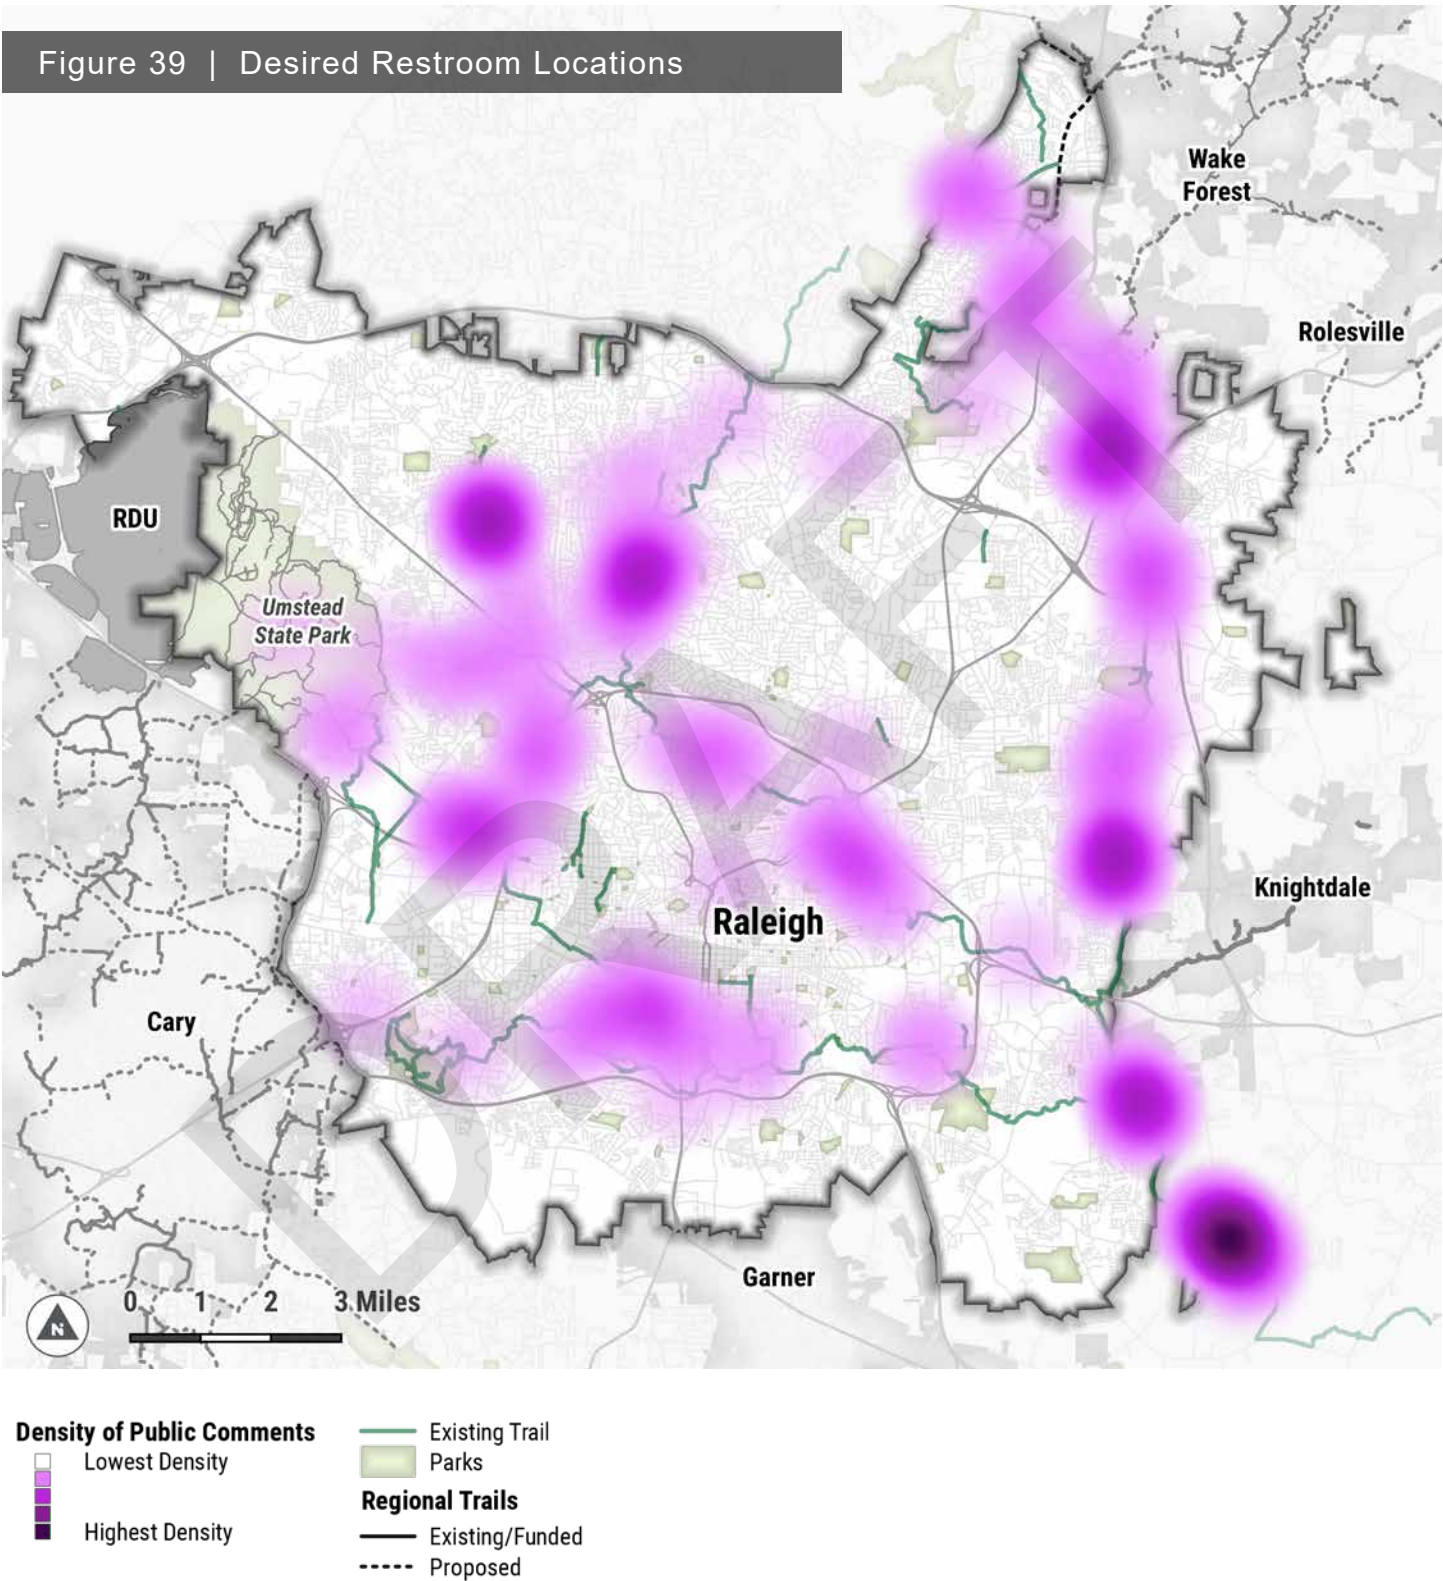 Figure 39 | Desired Restroom Locations
Wake
Forest
Rolesville
RDU
Umstead
State Park
Knightdale
Raleigh
Cary
Garner
DRAFT
0 1 2 3 Miles
N
Density of Public Comments
Lowest Density
Highest Density
Existing Trail
Parks
Regional Trails
Existing/Funded
Proposed